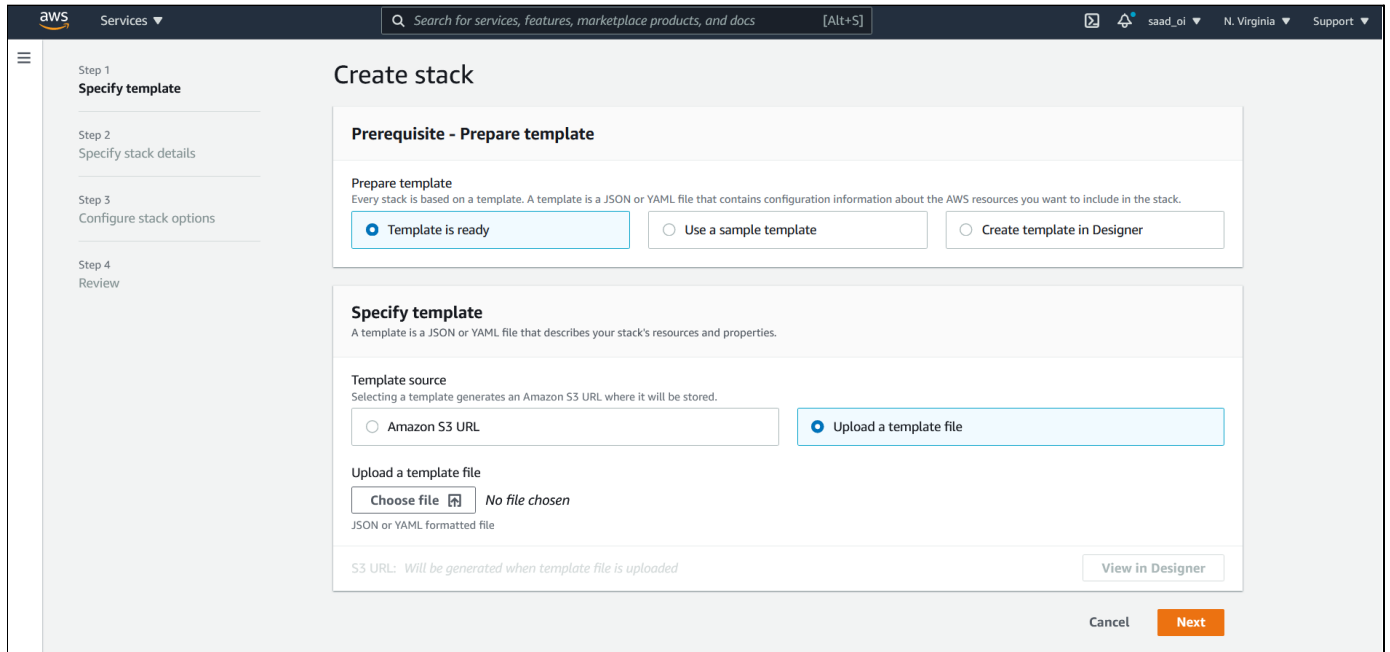 aws
Services ▼
Search for services, features, marketplace products, and docs [Alt+S]
saad_oi ▼
N. Virginia ▼
Support ▼
Step 1
Specify template
Step 2
Specify stack details
Step 3
Configure stack options
Step 4
Review
Create stack
Prerequisite - Prepare template
Prepare template
Every stack is based on a template. A template is a JSON or YAML file that contains configuration information about the AWS resources you want to include in the stack.
Template is ready
Use a sample template
Create template in Designer
Specify template
A template is a JSON or YAML file that describes your stack's resources and properties.
Template source
Selecting a template generates an Amazon S3 URL where it will be stored.
Amazon S3 URL
Upload a template file
Upload a template file
Choose file No file chosen
JSON or YAML formatted file
S3 URL: Will be generated when template file is uploaded
View in Designer
Cancel
Next